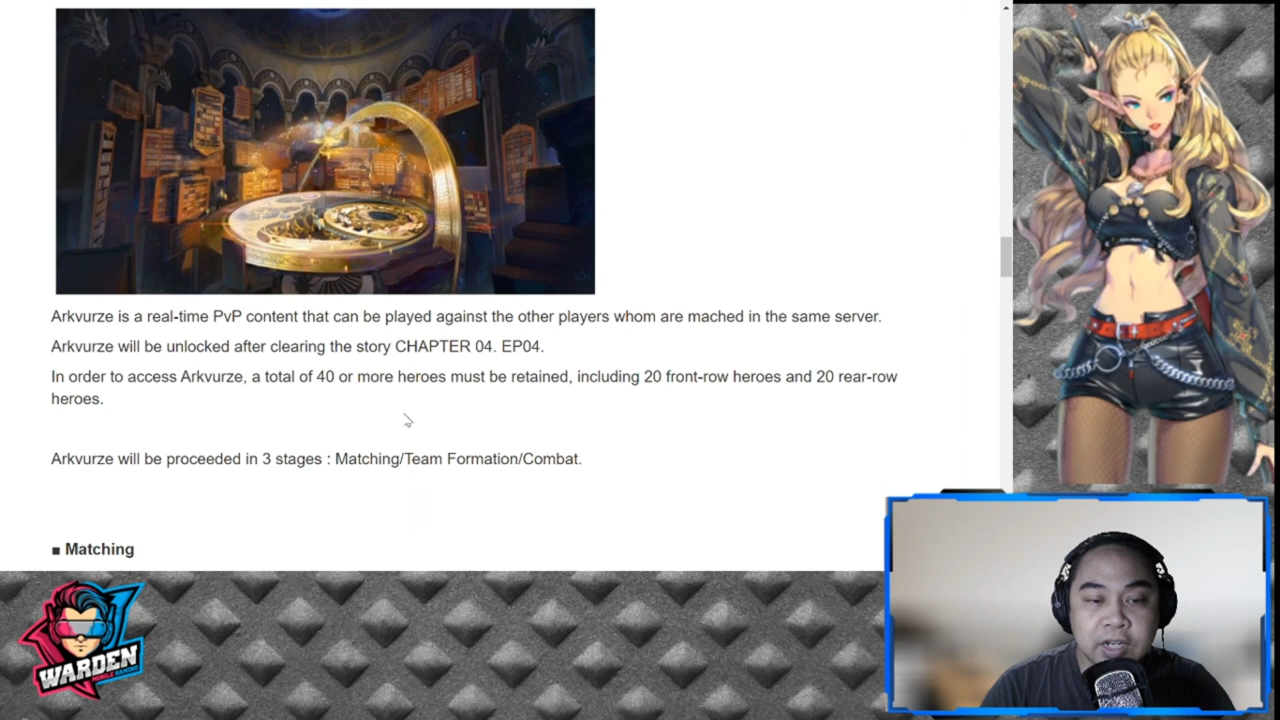 Arkvurze is a real-time PvP content that can be played against the other players whom are mached in the same server.
Arkvurze will be unlocked after clearing the story CHAPTER 04. EP04.
In order to access Arkvurze, a total of 40 or more heroes must be retained, including 20 front-row heroes and 20 rear-row
heroes.
Arkvurze will be proceeded in 3 stages : Matching/Team Formation/Combat.
■ Matching
WARDEN
MOBILE GAMING